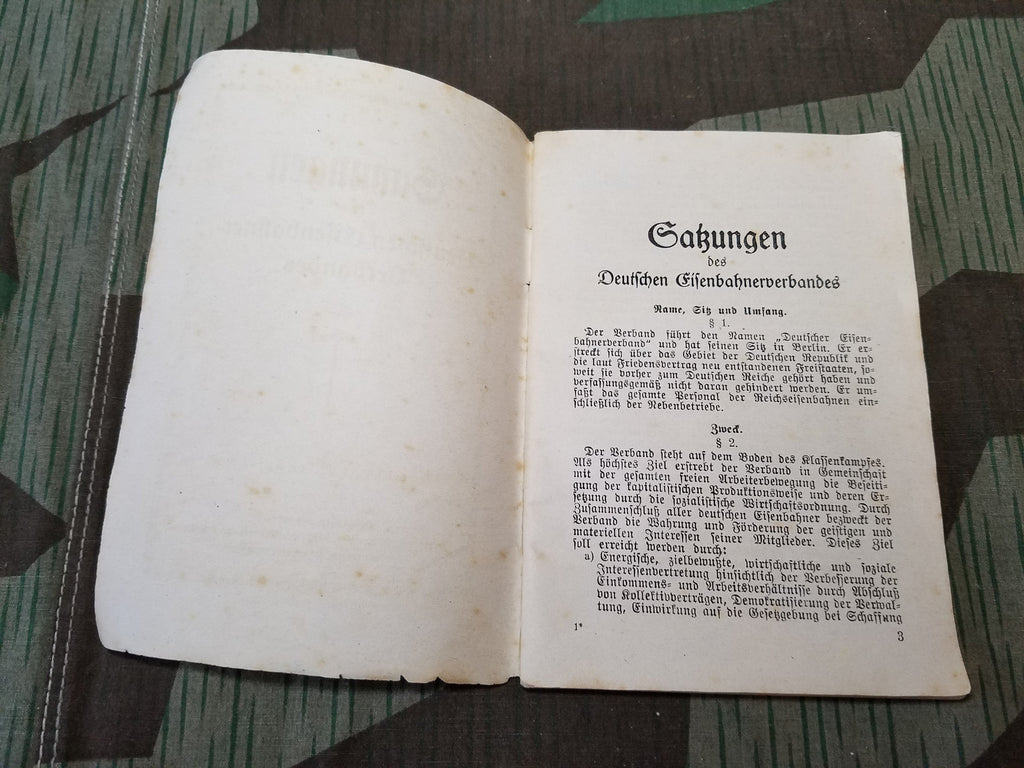 Satzungen
des
Deutschen Eisenbahnerverbandes
Name, Sitz und Umfang.
§ 1.
Der Verband führt den Namen „Deutscher Eisen-
bahnerverband“ und hat seinen Sitz in Berlin. Er er-
streckt sich über das Gebiet der Deutschen Republik und
die laut Friedensvertrag neu entstandenen Freistaaten, so-
weit sie vorher zum Deutschen Reiche gehört haben und
verfassungsgemäß nicht daran gehindert werden. Er um-
faßt das gesamte Personal der Reichseisenbahnen ein-
schließlich der Nebenbetriebe.
Zweck.
§ 2.
Der Verband steht auf dem Boden des Klassenkampfes.
Als höchstes Ziel erstrebt der Verband in Gemeinschaft
mit der gesamten freien Arbeiterbewegung die Beseiti-
gung der kapitalistischen Produktionsweise und deren Er-
setzung durch die sozialistische Wirtschaftsordnung. Durch
Zusammenschluß aller deutschen Eisenbahner bezweckt der
Verband die Wahrung und Förderung der geistigen und
materiellen Interessen seiner Mitglieder. Dieses Ziel
soll erreicht werden durch:
a) Energische, zielbewußte, wirtschaftliche und soziale
Interessenvertretung hinsichtlich der Verbesserung der
Einkommens- und Arbeitsverhältnisse durch Abschluß
von Kollektivverträgen, Demokratisierung der Verwal-
tung, Einwirkung auf die Gesetzgebung bei Schaffung
1*
3